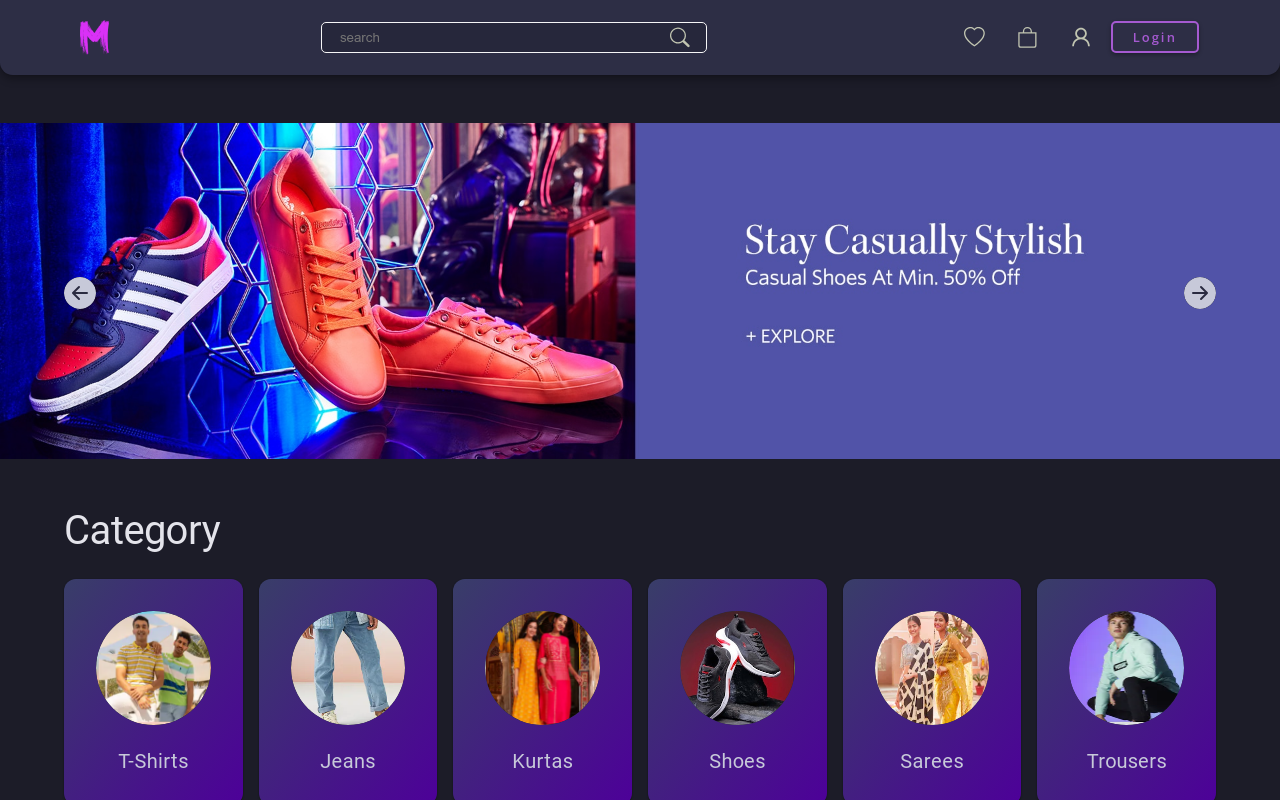 M
search
Login
Stay Casually Stylish
Casual Shoes At Min. 50% Off
+ EXPLORE
Category
T-Shirts
Jeans
Kurtas
Shoes
Sarees
Trousers